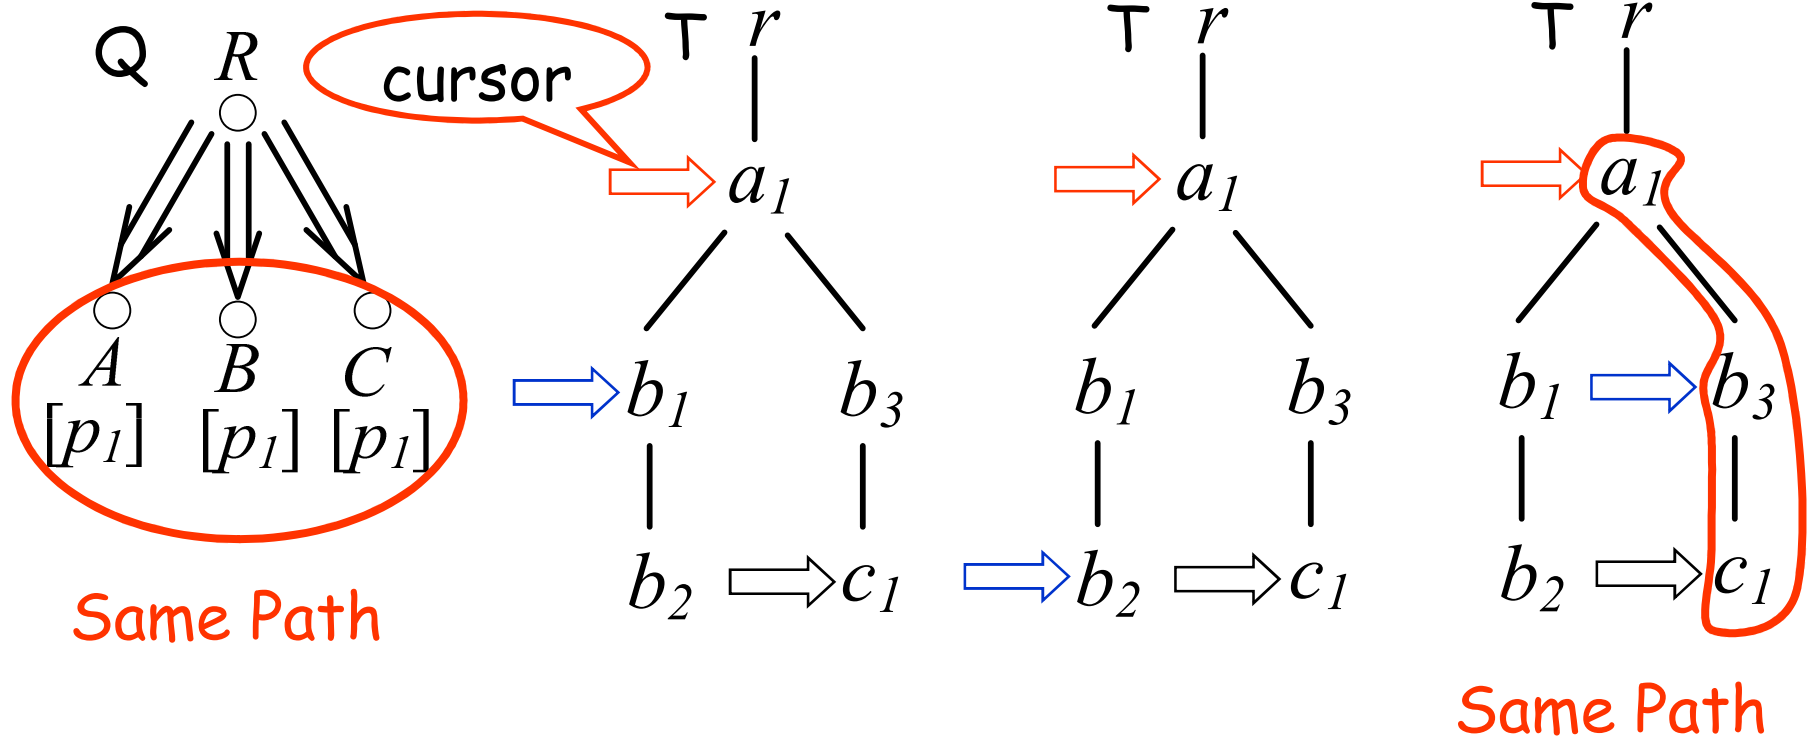 Q R
cursor
A B C
[p1] [p1] [p1]
Same Path
T r
a1
b1 b3
b2 c1
T r
a1
b1 b3
b2 c1
T r
a1
b1 b3
b2 c1
Same Path